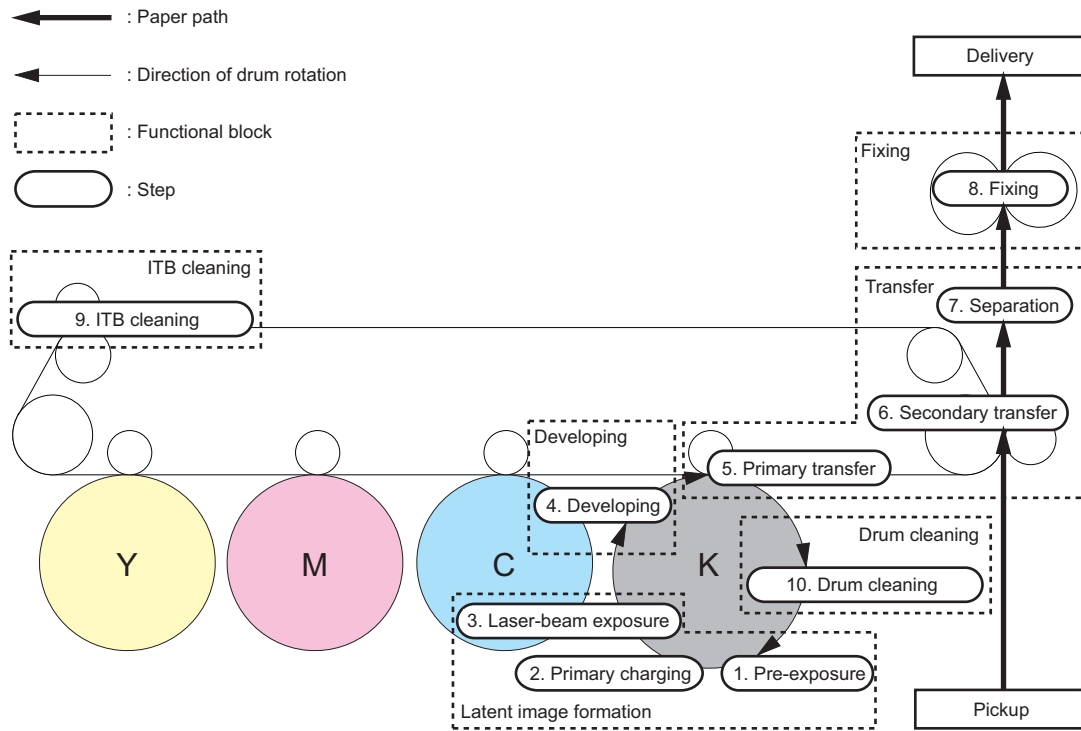 : Paper path
: Direction of drum rotation
: Functional block
: Step
Delivery
Fixing
8. Fixing
ITB cleaning
9. ITB cleaning
Transfer
7. Separation
6. Secondary transfer
Developing
5. Primary transfer
4. Developing
Drum cleaning
Y
M
C
K
10. Drum cleaning
3. Laser-beam exposure
2. Primary charging
1. Pre-exposure
Latent image formation
Pickup